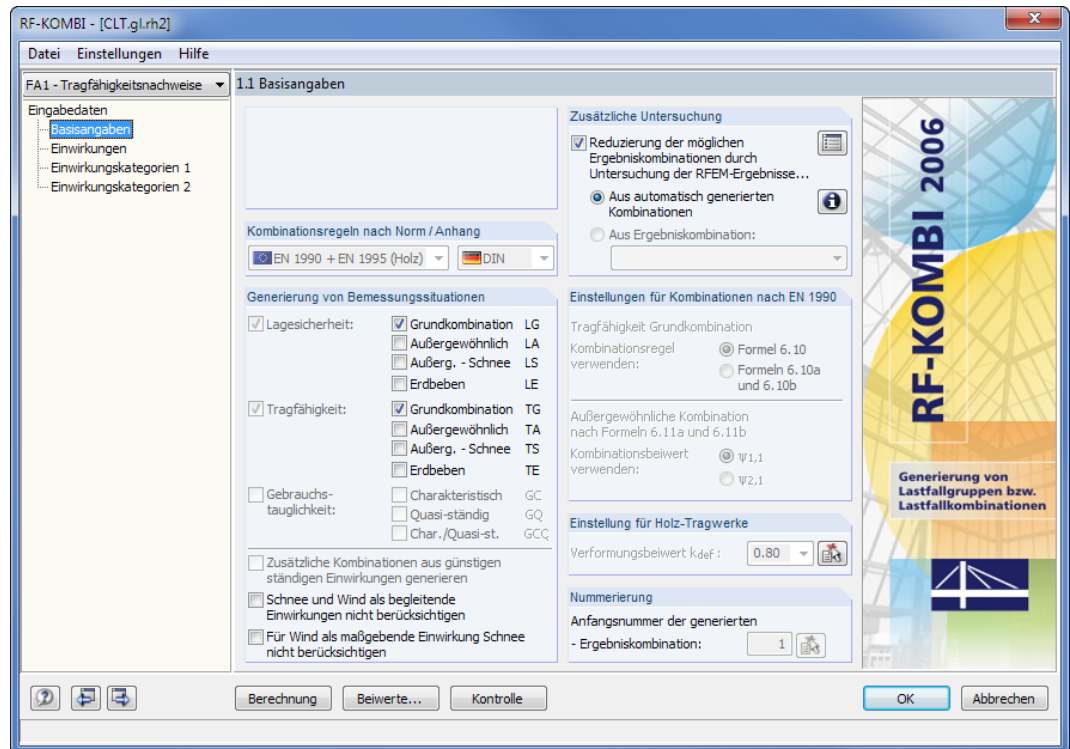 RF-KOMBI - [CLT.gl.rh2]
Datei Einstellungen Hilfe
FA1 - Tragfähigkeitsnachweise
Eingabedaten
Basisangaben
Einwirkungen
Einwirkungskategorien 1
Einwirkungskategorien 2
1.1 Basisangaben
Kombinationsregeln nach Norm / Anhang
EN 1990 + EN 1995 (Holz)
DIN
Generierung von Bemessungssituationen
Lagesicherheit:
Grundkombination LG
Außergewöhnlich LA
Außerg. - Schnee LS
Erdbeben LE
Tragfähigkeit:
Grundkombination TG
Außergewöhnlich TA
Außerg. - Schnee TS
Erdbeben TE
Gebrauchs-
tauglichkeit:
Charakteristisch GC
Quasi-ständig GQ
Char./Quasi-st. GCQ
Zusätzliche Kombinationen aus günstigen
ständigen Einwirkungen generieren
Schnee und Wind als begleitende
Einwirkungen nicht berücksichtigen
Für Wind als maßgebende Einwirkung Schnee
nicht berücksichtigen
Zusätzliche Untersuchung
Reduzierung der möglichen
Ergebniskombinationen durch
Untersuchung der RFEM-Ergebnisse...
Aus automatisch generierten
Kombinationen
Aus Ergebniskombination:
Einstellungen für Kombinationen nach EN 1990
Tragfähigkeit Grundkombination
Kombinationsregel
verwenden:
Formel 6.10
Formeln 6.10a
und 6.10b
Außergewöhnliche Kombination
nach Formeln 6.11a und 6.11b
Kombinationsbeiwert
verwenden:
ψ1,1
ψ2,1
Einstellung für Holz-Tragwerke
Verformungsbeiwert kdef : 0.80
Nummerierung
Anfangsnummer der generierten
- Ergebniskombination: 1
RF-KOMBI 2006
Generierung von
Lastfallgruppen bzw.
Lastfallkombinationen
Berechnung
Beiwerte...
Kontrolle
OK
Abbrechen